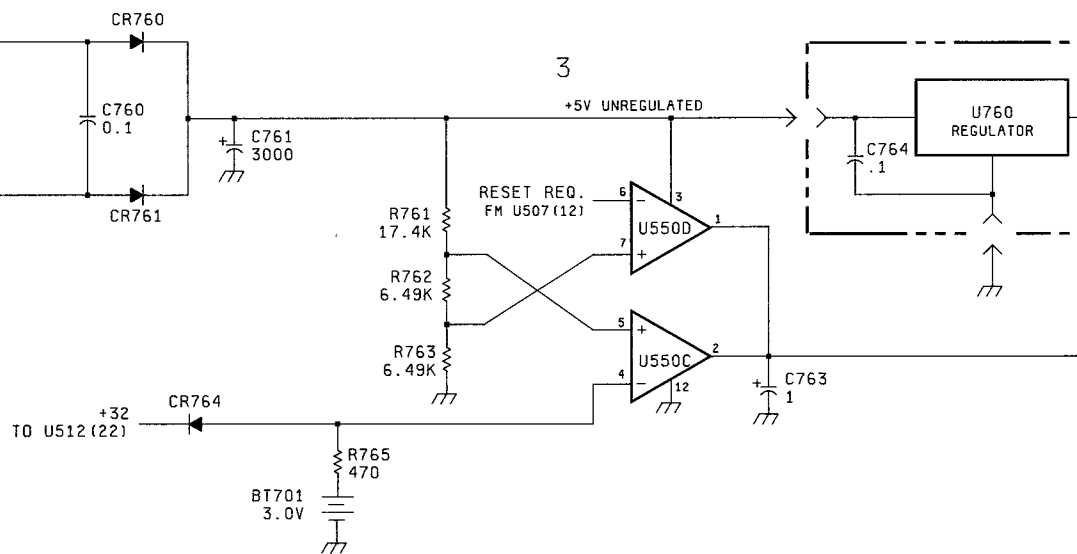 CR760
C760
0.1
CR761
C761
3000
+
3
+5V UNREGULATED
U760
REGULATOR
C764
.1
RESET REQ.
FM U507(12)
6
-
3
U550D
1
7
+
R761
17.4K
R762
6.49K
R763
6.49K
5
+
U550C
2
4
-
12
+
C763
1
CR764
+32
TO U512(22)
R765
470
BT701
3.0V